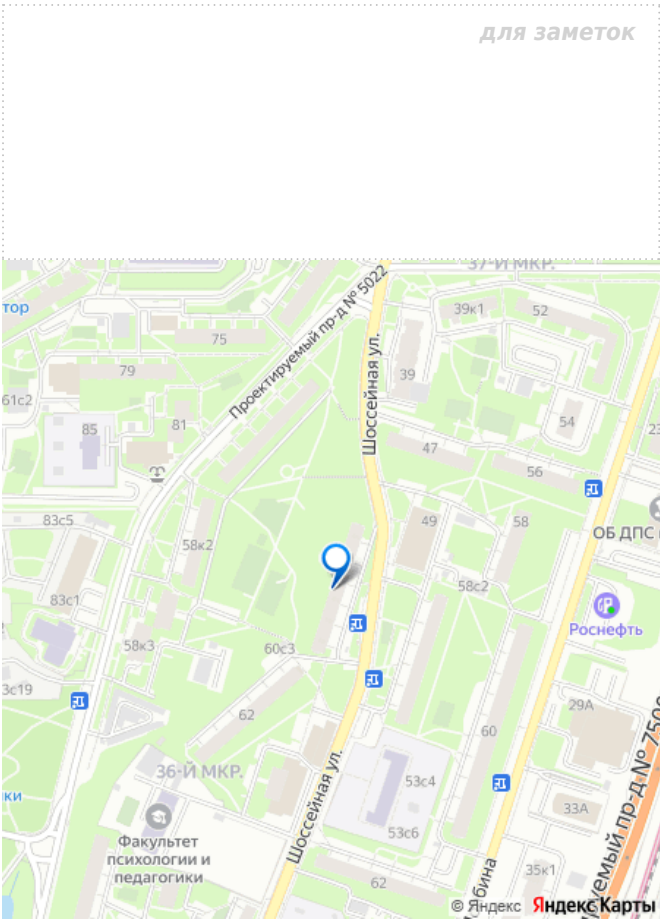 для заметок
37-Й МКР.
тор
Проектируемый пр-д № 5022
39к1
52
75
Шоссейная ул.
79
39
61с2
81
54
85
47
23
56
83с5
49
58
ОБ ДПС
58к2
58с2
83с1
Роснефть
58к3
60с3
3с19
62
29А
60
36-Й МКР.
53с4
33А
ки
Шоссейная ул.
53с6
Факультет
психологии и
педагогики
35к1
62
бина
уемый пр-д № 750
© Яндекс Яндекс Карты